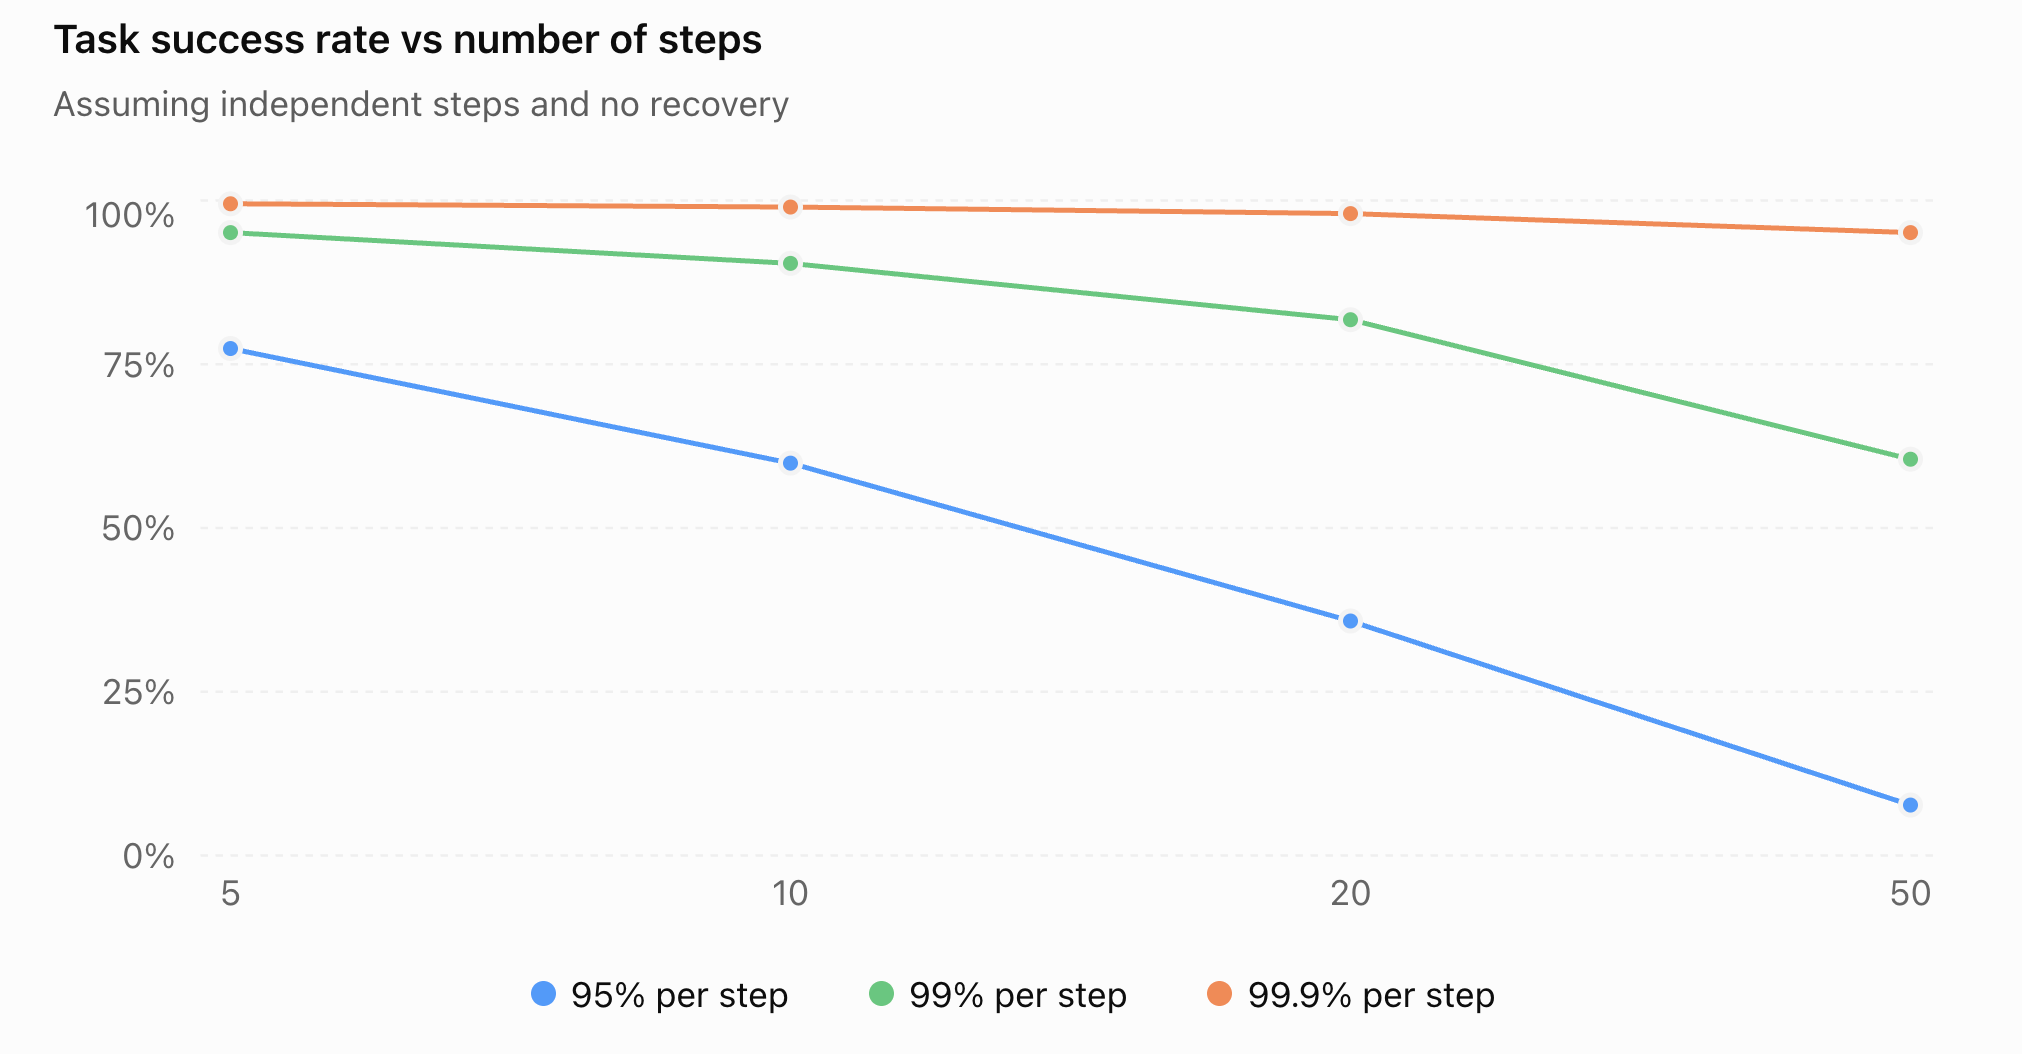 Task success rate vs number of steps
Assuming independent steps and no recovery
100%
75%
50%
25%
0%
5 10 20 50
95% per step 99% per step 99.9% per step